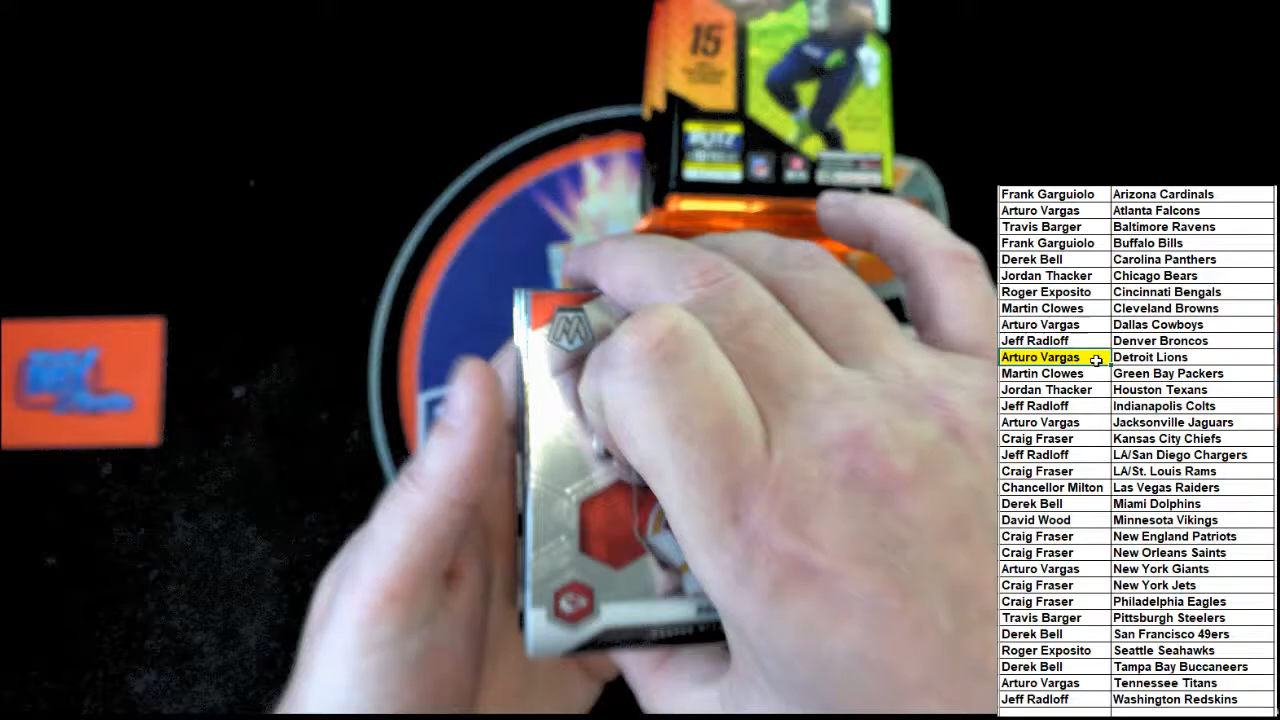 15
Frank Garguiolo Arizona Cardinals
Arturo Vargas Atlanta Falcons
Travis Barger Baltimore Ravens
Frank Garguiolo Buffalo Bills
Derek Bell Carolina Panthers
Jordan Thacker Chicago Bears
Roger Exposito Cincinnati Bengals
Martin Clowes Cleveland Browns
Arturo Vargas Dallas Cowboys
Jeff Radloff Denver Broncos
Arturo Vargas Detroit Lions
Martin Clowes Green Bay Packers
Jordan Thacker Houston Texans
Jeff Radloff Indianapolis Colts
Arturo Vargas Jacksonville Jaguars
Craig Fraser Kansas City Chiefs
Jeff Radloff LA/San Diego Chargers
Craig Fraser LA/St. Louis Rams
Chancellor Milton Las Vegas Raiders
Derek Bell Miami Dolphins
David Wood Minnesota Vikings
Craig Fraser New England Patriots
Craig Fraser New Orleans Saints
Arturo Vargas New York Giants
Craig Fraser New York Jets
Craig Fraser Philadelphia Eagles
Travis Barger Pittsburgh Steelers
Derek Bell San Francisco 49ers
Roger Exposito Seattle Seahawks
Derek Bell Tampa Bay Buccaneers
Arturo Vargas Tennessee Titans
Jeff Radloff Washington Redskins